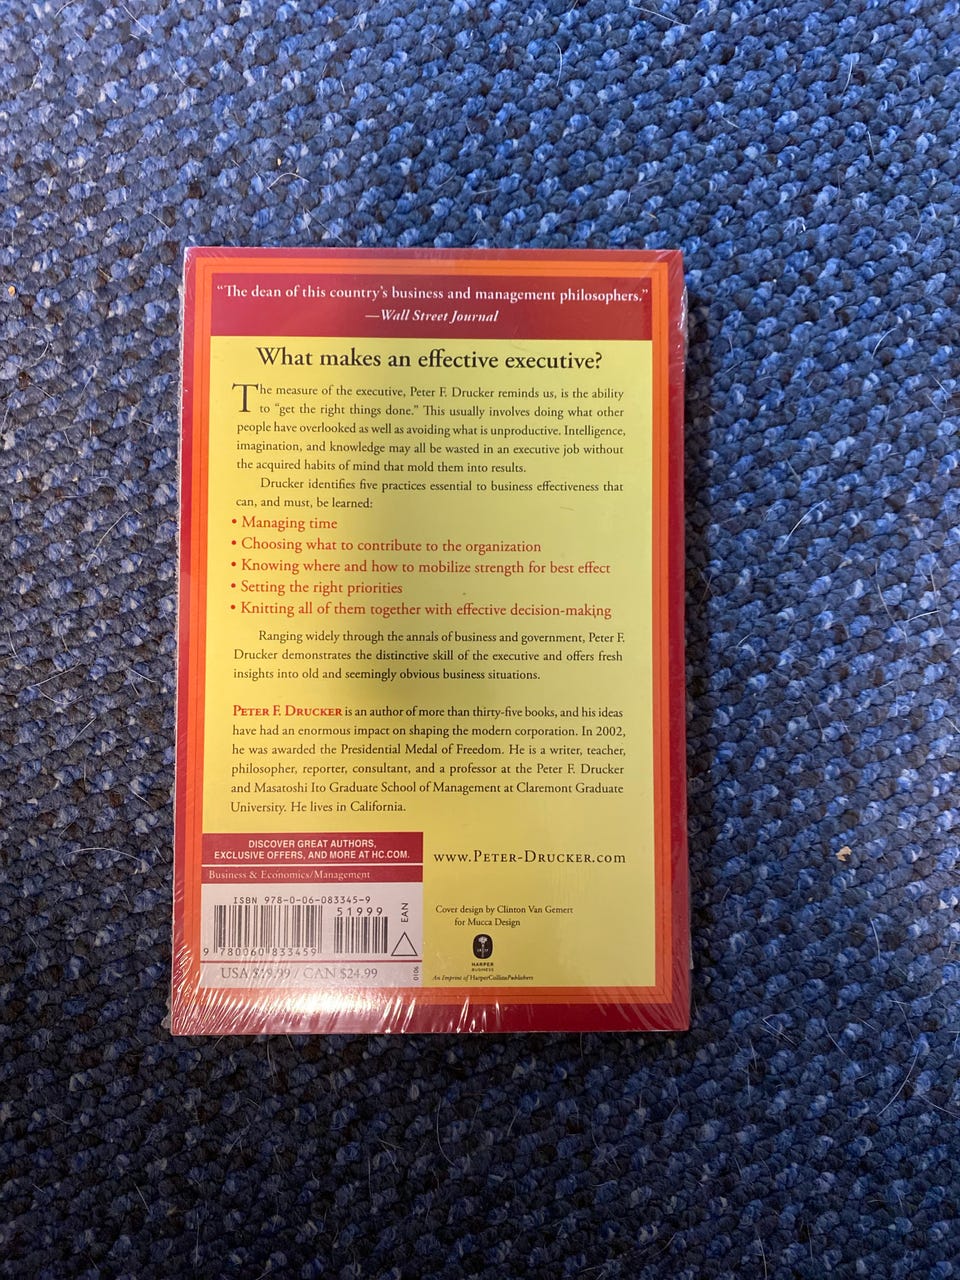 “The dean of this country’s business and management philosophers.”
—Wall Street Journal
What makes an effective executive?
The measure of the executive, Peter F. Drucker reminds us, is the ability
to “get the right things done.” This usually involves doing what other
people have overlooked as well as avoiding what is unproductive. Intelligence,
imagination, and knowledge may all be wasted in an executive job without
the acquired habits of mind that mold them into results.
Drucker identifies five practices essential to business effectiveness that
can, and must, be learned:
• Managing time
• Choosing what to contribute to the organization
• Knowing where and how to mobilize strength for best effect
• Setting the right priorities
• Knitting all of them together with effective decision-making
Ranging widely through the annals of business and government, Peter F.
Drucker demonstrates the distinctive skill of the executive and offers fresh
insights into old and seemingly obvious business situations.
PETER F. DRUCKER is an author of more than thirty-five books, and his ideas
have had an enormous impact on shaping the modern corporation. In 2002,
he was awarded the Presidential Medal of Freedom. He is a writer, teacher,
philosopher, reporter, consultant, and a professor at the Peter F. Drucker
and Masatoshi Ito Graduate School of Management at Claremont Graduate
University. He lives in California.
DISCOVER GREAT AUTHORS,
EXCLUSIVE OFFERS, AND MORE AT HC.COM.
Business & Economics/Management
ISBN 978-0-06-083345-9
51999
EAN
9 780060 833459
USA $19.99 / CAN $24.99
0106
www.PETER-DRUCKER.com
Cover design by Clinton Van Gemert
for Mucca Design
HARPER
BUSINESS
An Imprint of HarperCollinsPublishers